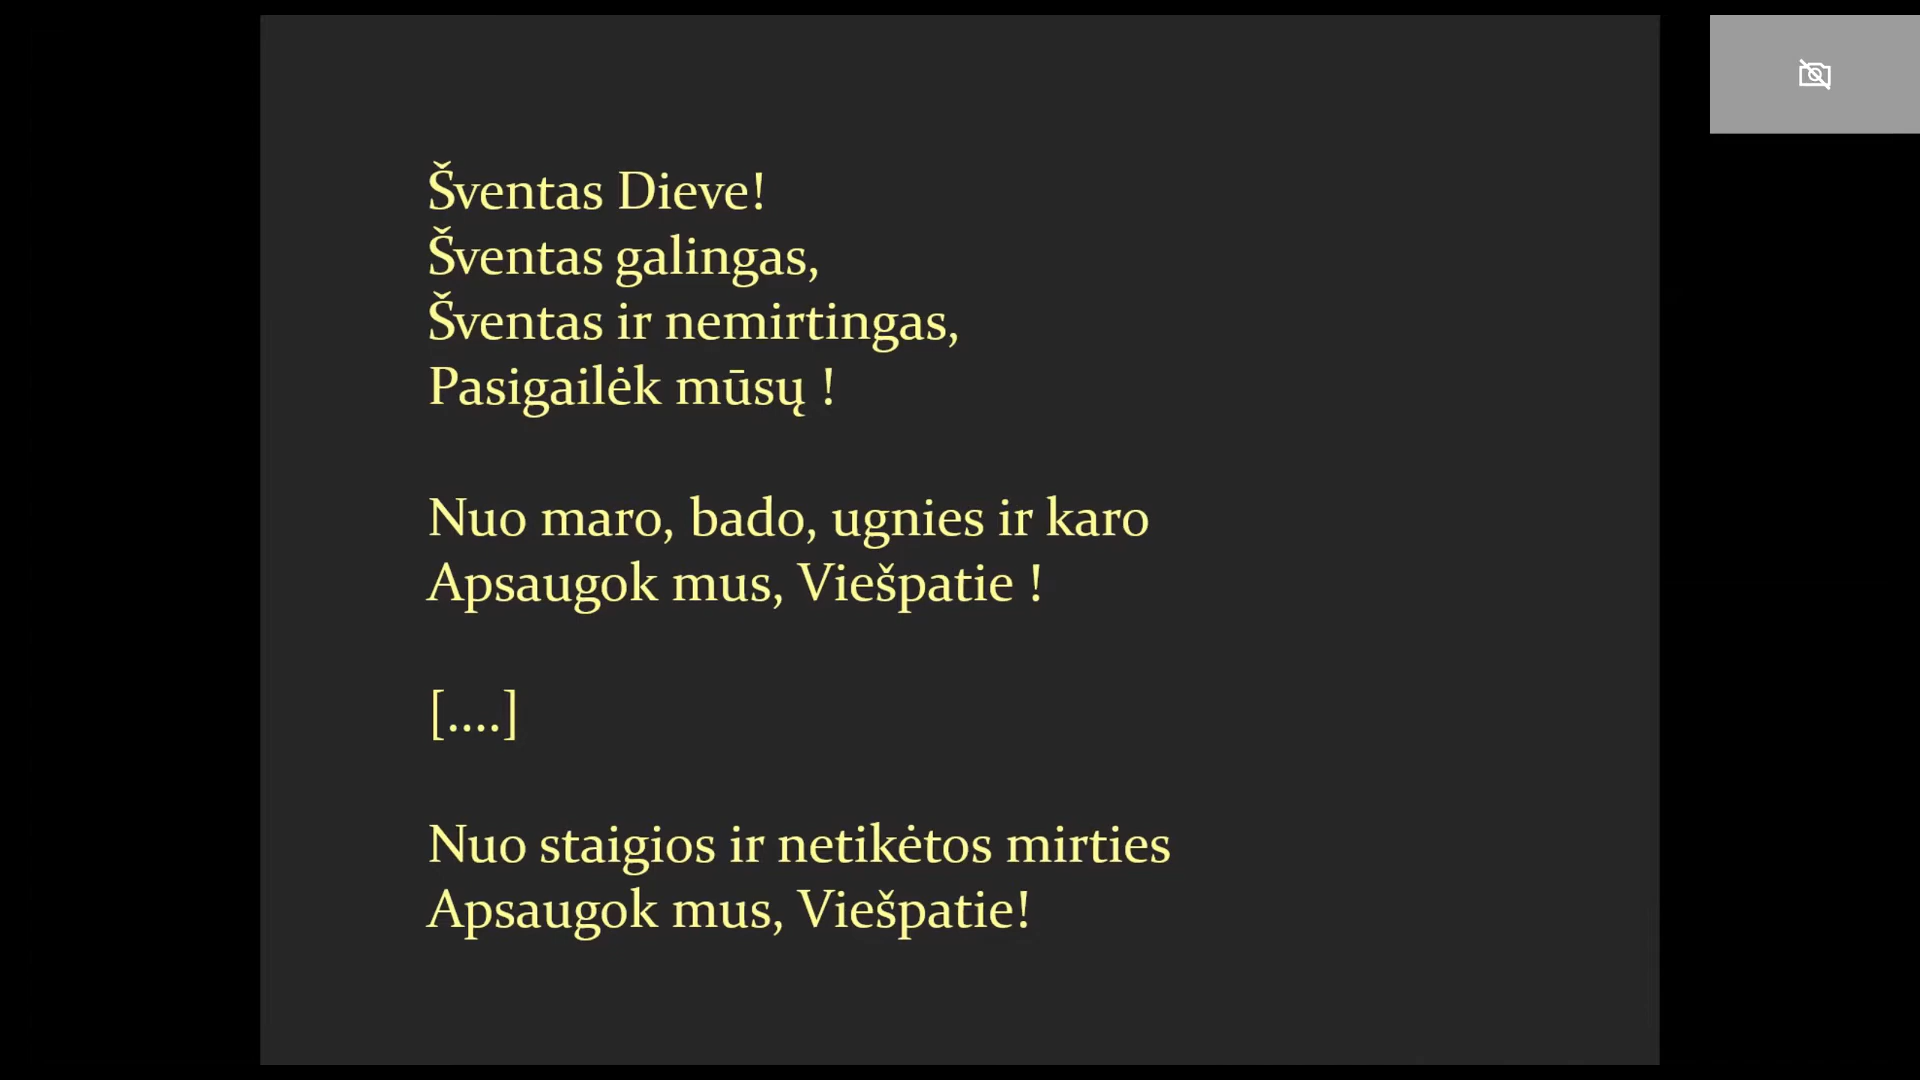 Šventas Dieve!
Šventas galingas,
Šventas ir nemirtingas,
Pasigailėk mūsų !
Nuo maro, bado, ugnies ir karo
Apsaugok mus, Viešpatie !
[....]
Nuo staigios ir netikėtos mirties
Apsaugok mus, Viešpatie!